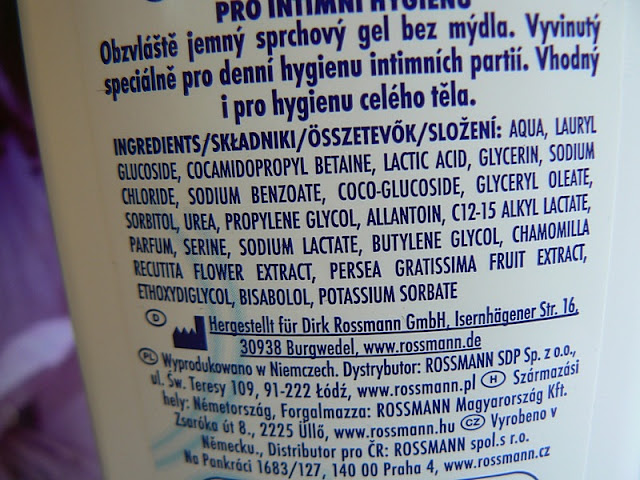 PRO INTIMNÍ HYGIENU
Obzvláště jemný sprchový gel bez mýdla. Vyvinutý
speciálně pro denní hygienu intimních partií. Vhodný
i pro hygienu celého těla.
INGREDIENTS/SKŁADNIKI/ÖSSZETEVŐK/SLOŽENÍ: AQUA, LAURYL
GLUCOSIDE, COCAMIDOPROPYL BETAINE, LACTIC ACID, GLYCERIN, SODIUM
CHLORIDE, SODIUM BENZOATE, COCO-GLUCOSIDE, GLYCERYL OLEATE,
SORBITOL, UREA, PROPYLENE GLYCOL, ALLANTOIN, C12-15 ALKYL LACTATE,
PARFUM, SERINE, SODIUM LACTATE, BUTYLENE GLYCOL, CHAMOMILLA
RECUTITA FLOWER EXTRACT, PERSEA GRATISSIMA FRUIT EXTRACT,
ETHOXYDIGLYCOL, BISABOLOL, POTASSIUM SORBATE
D Hergestellt für Dirk Rossmann GmbH, Isernhägener Str. 16,
30938 Burgwedel, www.rossmann.de
PL Wyprodukowano w Niemczech. Dystrybutor: ROSSMANN SDP Sp. z o.o.,
ul. Św. Teresy 109, 91-222 Łódź, www.rossmann.pl H Származási
hely: Németország, Forgalmazza: ROSSMANN Magyarország Kft.
Zsaróka út 8., 2225 Üllő, www.rossmann.hu CZ Vyrobeno v
Německu., Distributor pro ČR: ROSSMANN spol.s r.o.
Na Pankráci 1683/127, 140 00 Praha 4, www.rossmann.cz